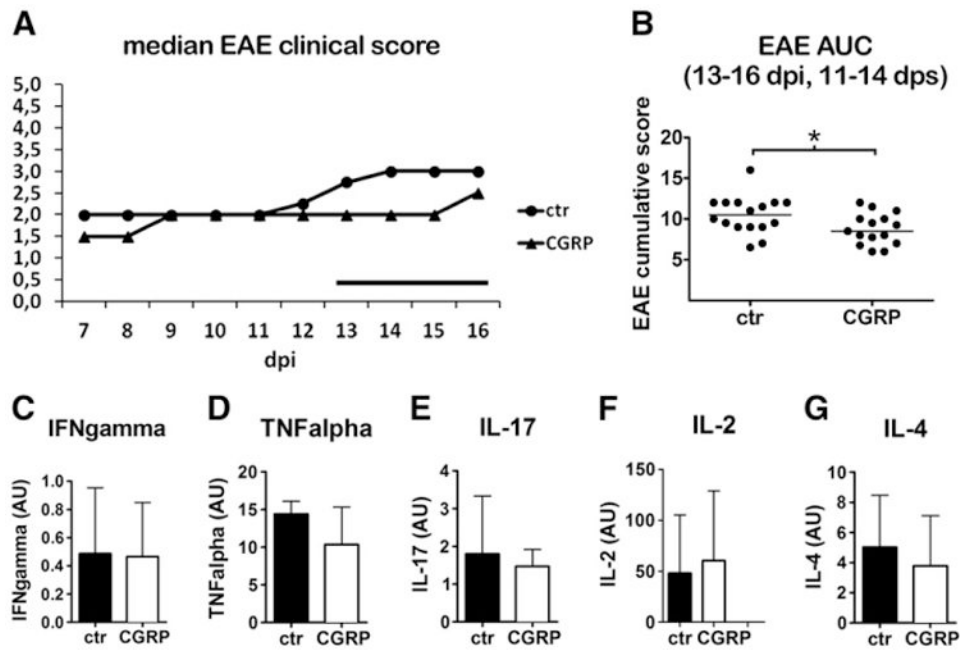 A
median EAE clinical score
5,0
4,5
4,0
3,5
3,0
2,5
2,0
1,5
1,0
0,5
0,0
7 8 9 10 11 12 13 14 15 16
dpi
ctr
CGRP
B
EAE AUC
(13-16 dpi, 11-14 dps)
EAE cumulative score
20
15
10
5
*
ctr CGRP
C
IFNgamma
IFNgamma (AU)
1.0
0.8
0.6
0.4
0.2
0.0
ctr CGRP
D
TNFalpha
TNFalpha (AU)
20
15
10
5
0
ctr CGRP
E
IL-17
IL-17 (AU)
4
3
2
1
0
ctr CGRP
F
IL-2
IL-2 (AU)
150
100
50
0
ctr CGRP
G
IL-4
IL-4 (AU)
10
8
6
4
2
0
ctr CGRP